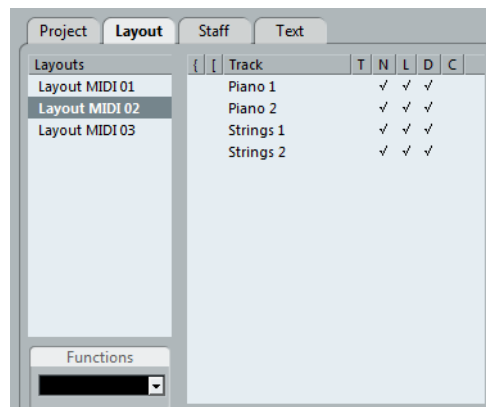 Project Layout Staff Text
Layouts { [ Track T N L D C
Layout MIDI 01 Piano 1 √ √ √
Layout MIDI 02 Piano 2 √ √ √
Layout MIDI 03 Strings 1 √ √ √
Strings 2 √ √ √
Functions